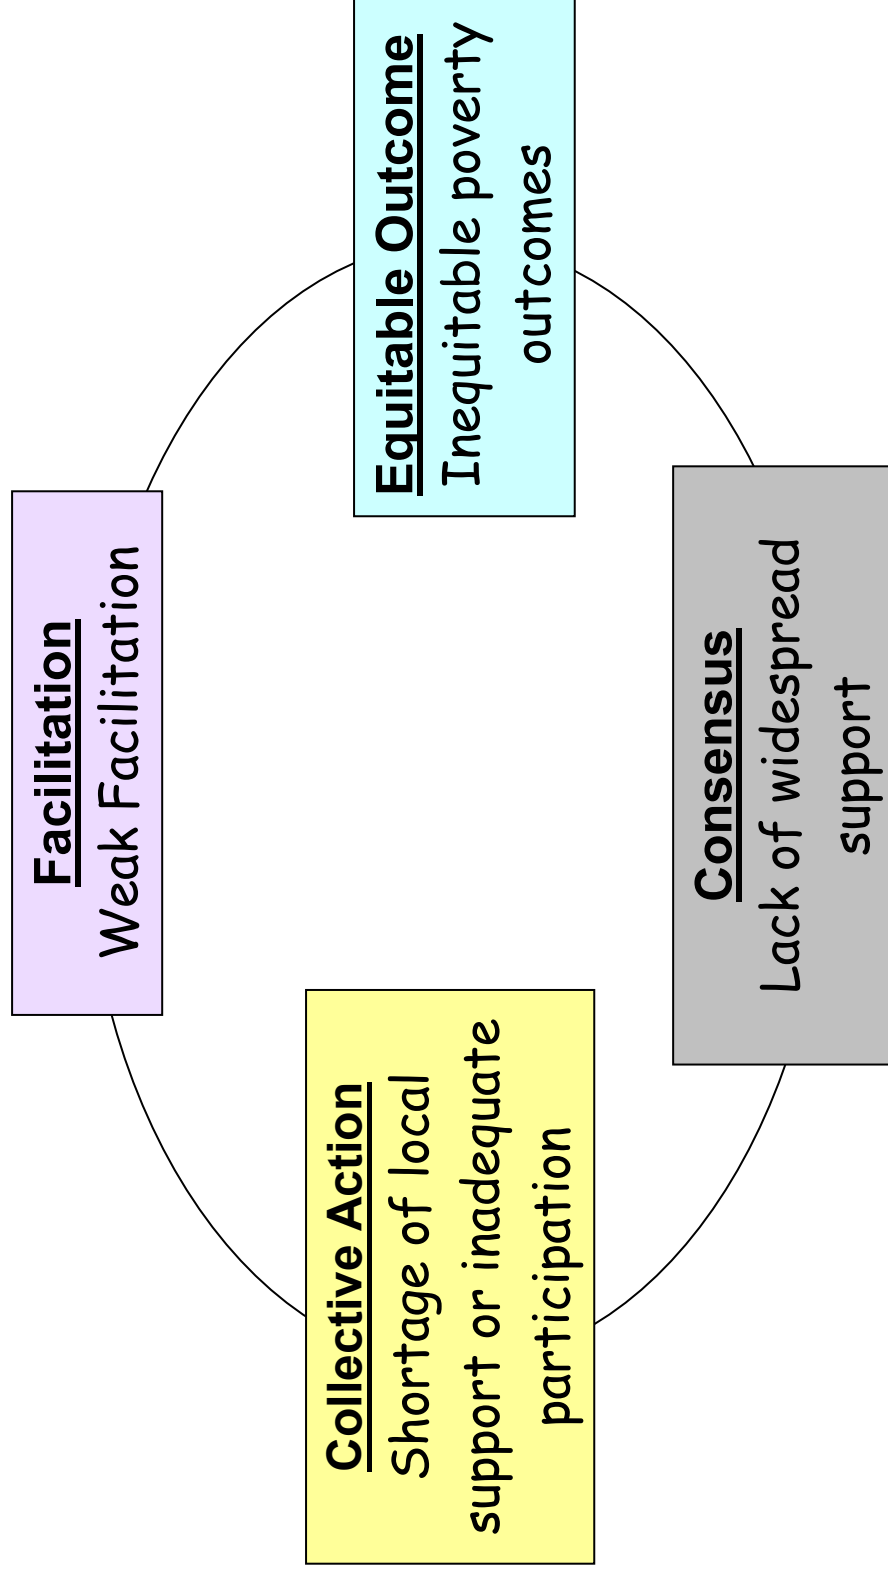 Facilitation
Weak Facilitation
Collective Action
Shortage of local
support or inadequate
participation
Equitable Outcome
Inequitable poverty
outcomes
Consensus
Lack of widespread
support